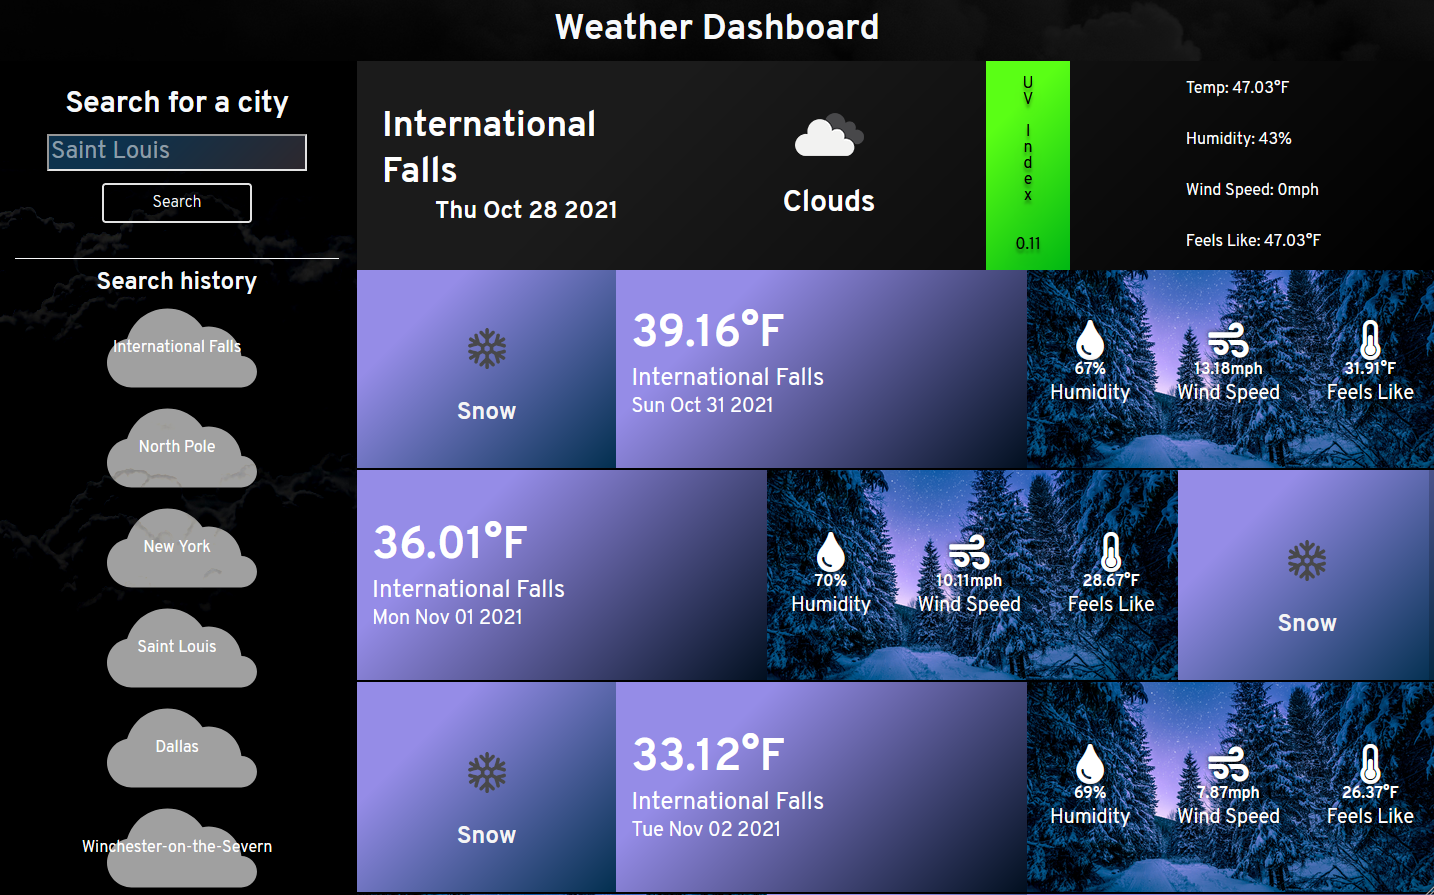 Weather Dashboard
Search for a city
Saint Louis
Search
Search history
International Falls
North Pole
New York
Saint Louis
Dallas
Winchester-on-the-Severn
International
Falls
Thu Oct 28 2021
Clouds
UV Index
0.11
Temp: 47.03°F
Humidity: 43%
Wind Speed: 0mph
Feels Like: 47.03°F
Snow
39.16°F
International Falls
Sun Oct 31 2021
67% 13.18mph 31.91°F
Humidity Wind Speed Feels Like
36.01°F
International Falls
Mon Nov 01 2021
70% 10.11mph 28.67°F
Humidity Wind Speed Feels Like
Snow
Snow
33.12°F
International Falls
Tue Nov 02 2021
69% 7.87mph 26.37°F
Humidity Wind Speed Feels Like